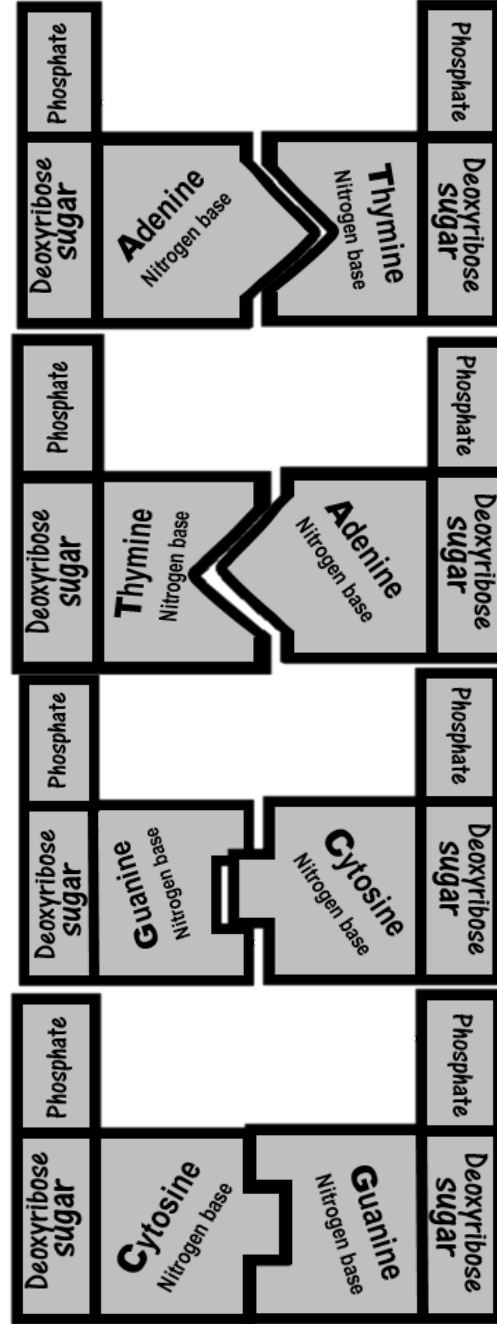 Phosphate
Phosphate
Deoxyribose
sugar
Adenine
Nitrogen base
Thymine
Nitrogen base
Deoxyribose
sugar
Phosphate
Phosphate
Deoxyribose
sugar
Thymine
Nitrogen base
Adenine
Nitrogen base
Deoxyribose
sugar
Phosphate
Phosphate
Deoxyribose
sugar
Guanine
Nitrogen base
Cytosine
Nitrogen base
Deoxyribose
sugar
Phosphate
Phosphate
Deoxyribose
sugar
Cytosine
Nitrogen base
Guanine
Nitrogen base
Deoxyribose
sugar